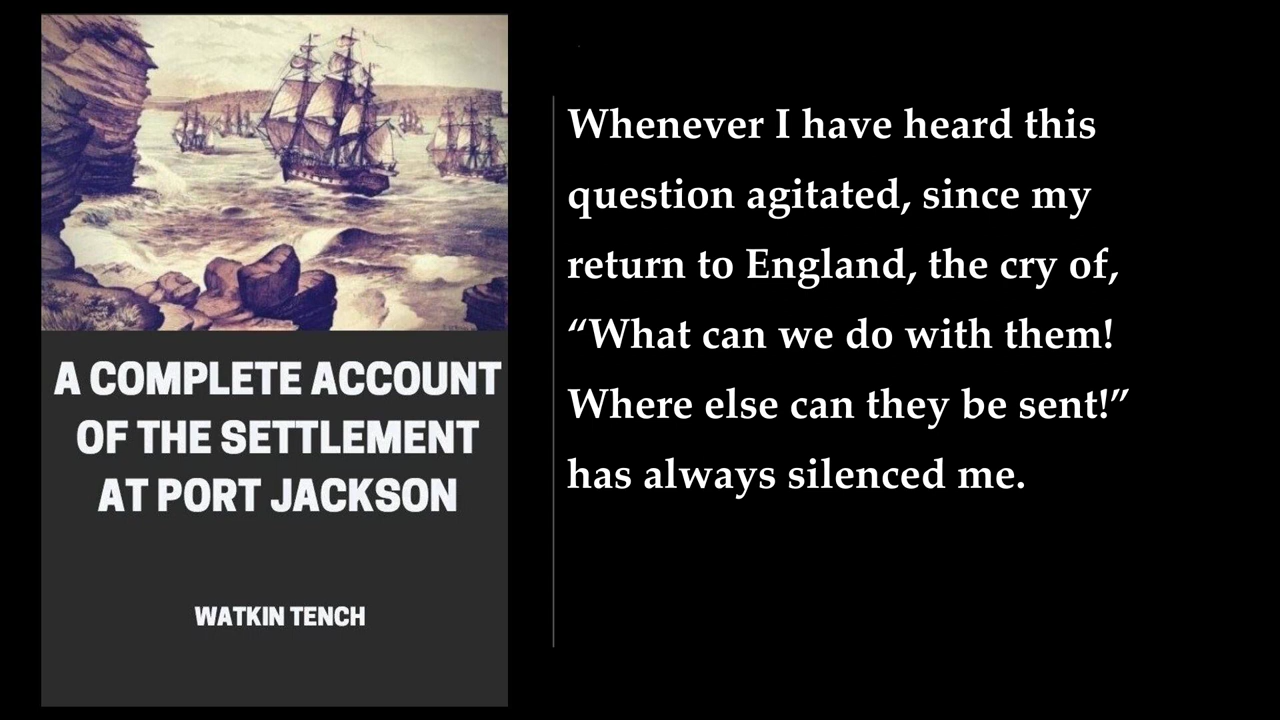 A COMPLETE ACCOUNT
OF THE SETTLEMENT
AT PORT JACKSON
WATKIN TENCH
Whenever I have heard this
question agitated, since my
return to England, the cry of,
“What can we do with them!
Where else can they be sent!”
has always silenced me.